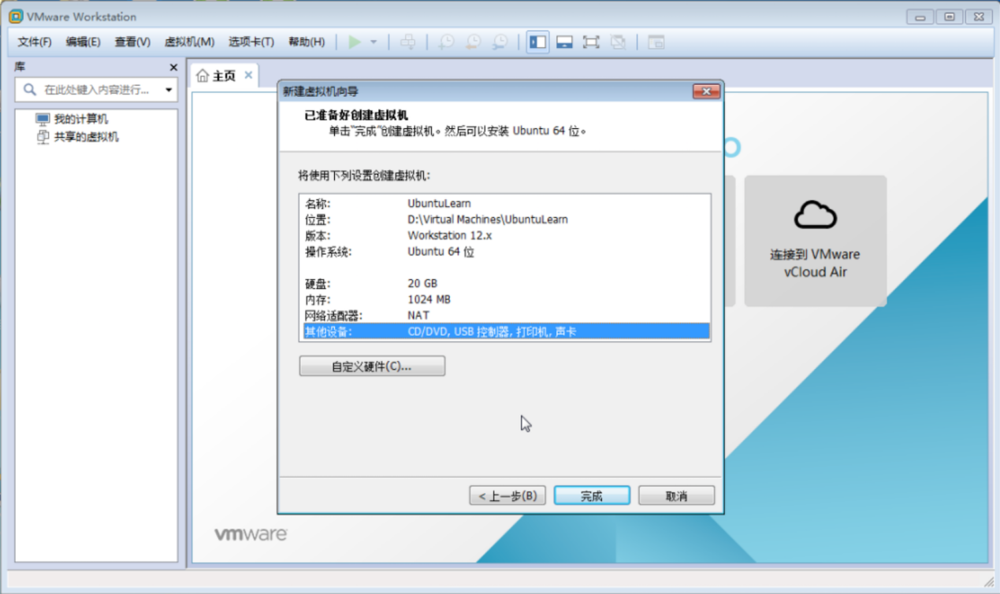 VMware Workstation
文件(F) 编辑(E) 查看(V) 虚拟机(M) 选项卡(T) 帮助(H)
库
在此处键入内容进行...
我的计算机
共享的虚拟机
主页
新建虚拟机向导
已准备好创建虚拟机
单击"完成"创建虚拟机。然后可以安装 Ubuntu 64 位。
将使用下列设置创建虚拟机:
名称: UbuntuLearn
位置: D:\Virtual Machines\UbuntuLearn
版本: Workstation 12.x
操作系统: Ubuntu 64 位
硬盘: 20 GB
内存: 1024 MB
网络适配器: NAT
其他设备: CD/DVD, USB 控制器, 打印机, 声卡
自定义硬件(C)...
< 上一步(B) 完成 取消
连接到 VMware
vCloud Air
vmware